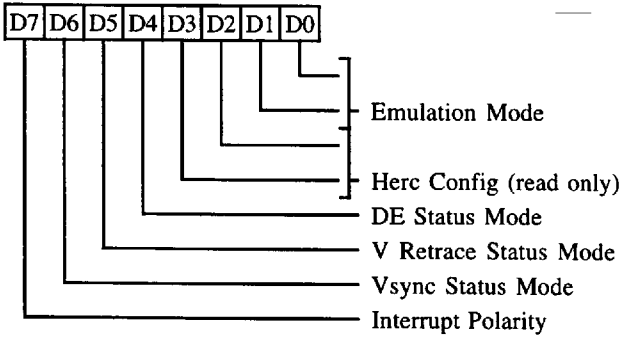 D7 D6 D5 D4 D3 D2 D1 D0
Emulation Mode
Herc Config (read only)
DE Status Mode
V Retrace Status Mode
Vsync Status Mode
Interrupt Polarity